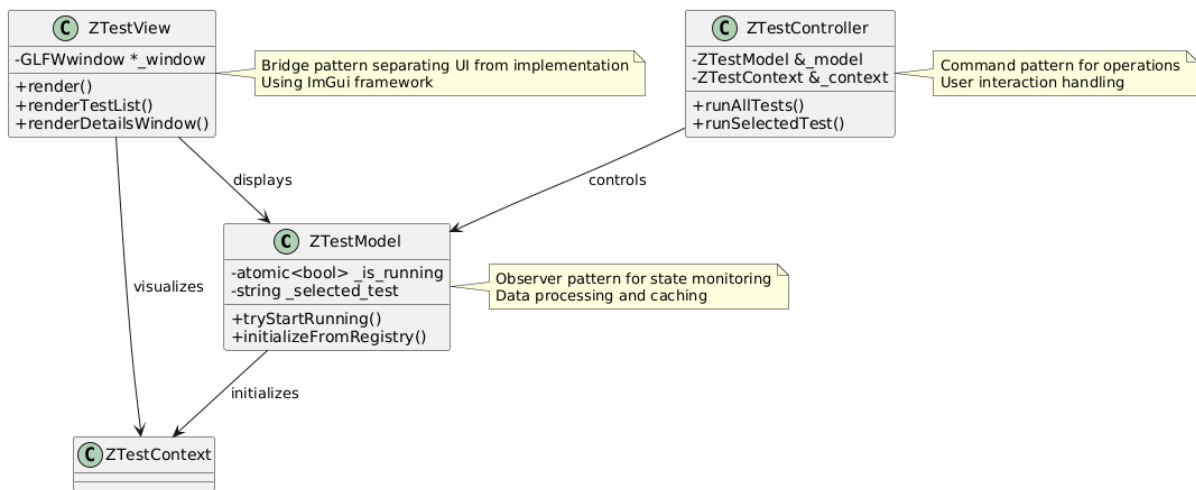 C ZTestView
-GLFWwindow *_window
+render()
+renderTestList()
+renderDetailsWindow()
Bridge pattern separating UI from implementation
Using ImGui framework
C ZTestController
-ZTestModel &_model
-ZTestContext &_context
+runAllTests()
+runSelectedTest()
Command pattern for operations
User interaction handling
displays
controls
C ZTestModel
-atomic<bool> _is_running
-string _selected_test
+tryStartRunning()
+initializeFromRegistry()
Observer pattern for state monitoring
Data processing and caching
visualizes
initializes
C ZTestContext